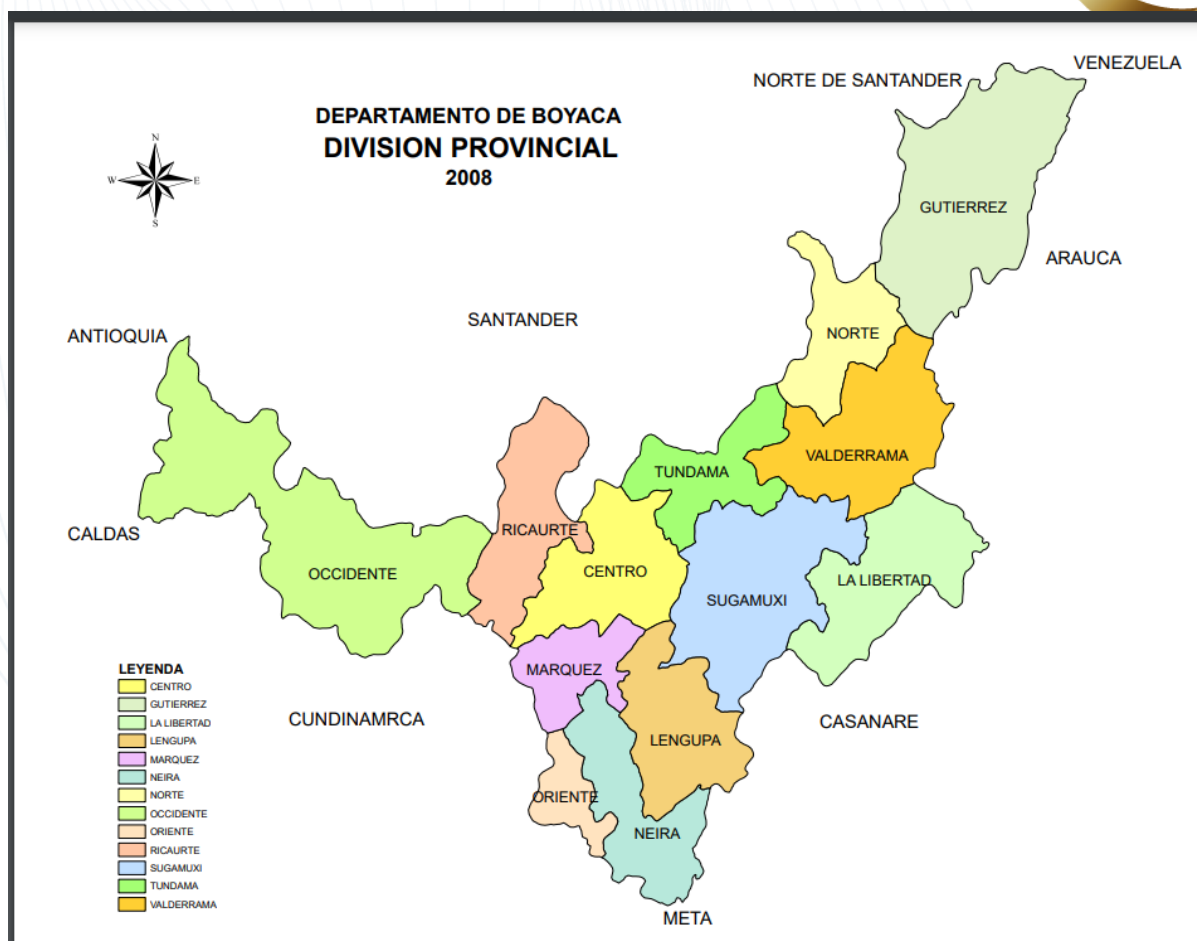 VENEZUELA
NORTE DE SANTANDER
DEPARTAMENTO DE BOYACA
DIVISION PROVINCIAL
2008
N
W
E
S
GUTIERREZ
ARAUCA
SANTANDER
ANTIOQUIA
NORTE
VALDERRAMA
TUNDAMA
CALDAS
RICAURTE
OCCIDENTE
CENTRO
LA LIBERTAD
SUGAMUXI
MARQUEZ
CUNDINAMRCA
CASANARE
LENGUPA
ORIENTE
NEIRA
META
LEYENDA
CENTRO
GUTIERREZ
LA LIBERTAD
LENGUPA
MARQUEZ
NEIRA
NORTE
OCCIDENTE
ORIENTE
RICAURTE
SUGAMUXI
TUNDAMA
VALDERRAMA